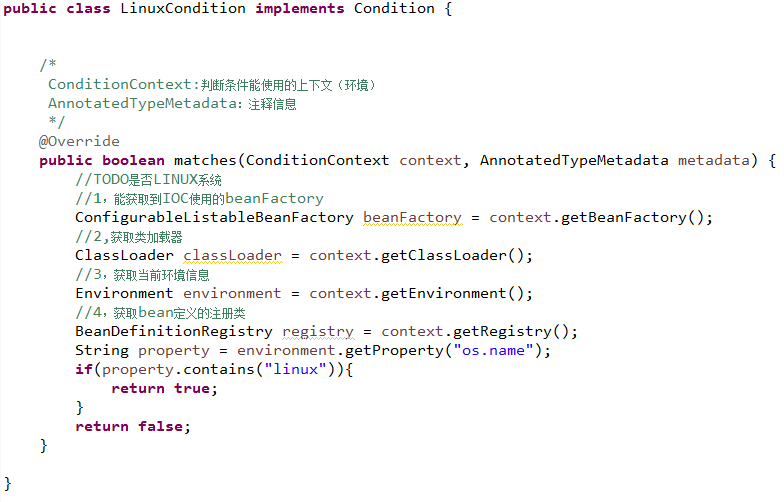 public class LinuxCondition implements Condition {
/*
ConditionContext:判断条件能使用的上下文（环境）
AnnotatedTypeMetadata: 注释信息
*/
@Override
public boolean matches(ConditionContext context, AnnotatedTypeMetadata metadata) {
//TODO是否LINUX系统
//1，能获取到IOC使用的beanFactory
ConfigurableListableBeanFactory beanFactory = context.getBeanFactory();
//2,获取类加载器
ClassLoader classLoader = context.getClassLoader();
//3，获取当前环境信息
Environment environment = context.getEnvironment();
//4，获取bean定义的注册类
BeanDefinitionRegistry registry = context.getRegistry();
String property = environment.getProperty("os.name");
if(property.contains("linux")){
return true;
}
return false;
}
}